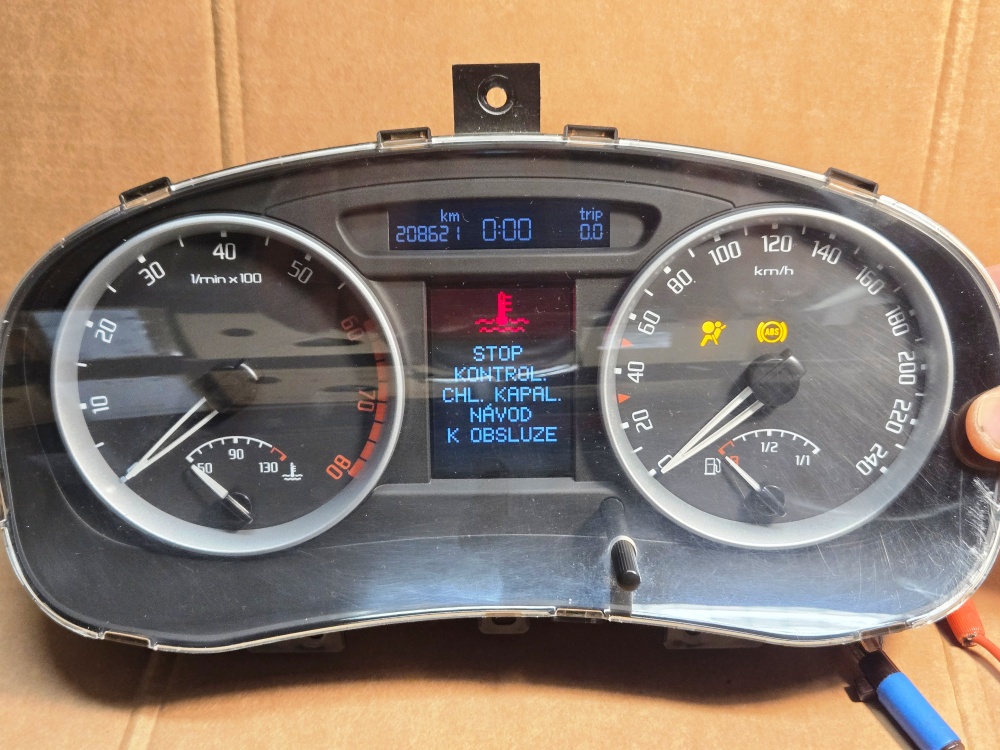 km
trip
208621
0:00
0.0
10
20
30
40
50
60
70
80
1/min x 100
50
90
130
STOP
KONTROL.
CHL. KAPAL.
NÁVOD
K OBSLUZE
0
20
40
60
80
100
120
140
160
180
200
220
240
km/h
ABS
R
1/2
1/1